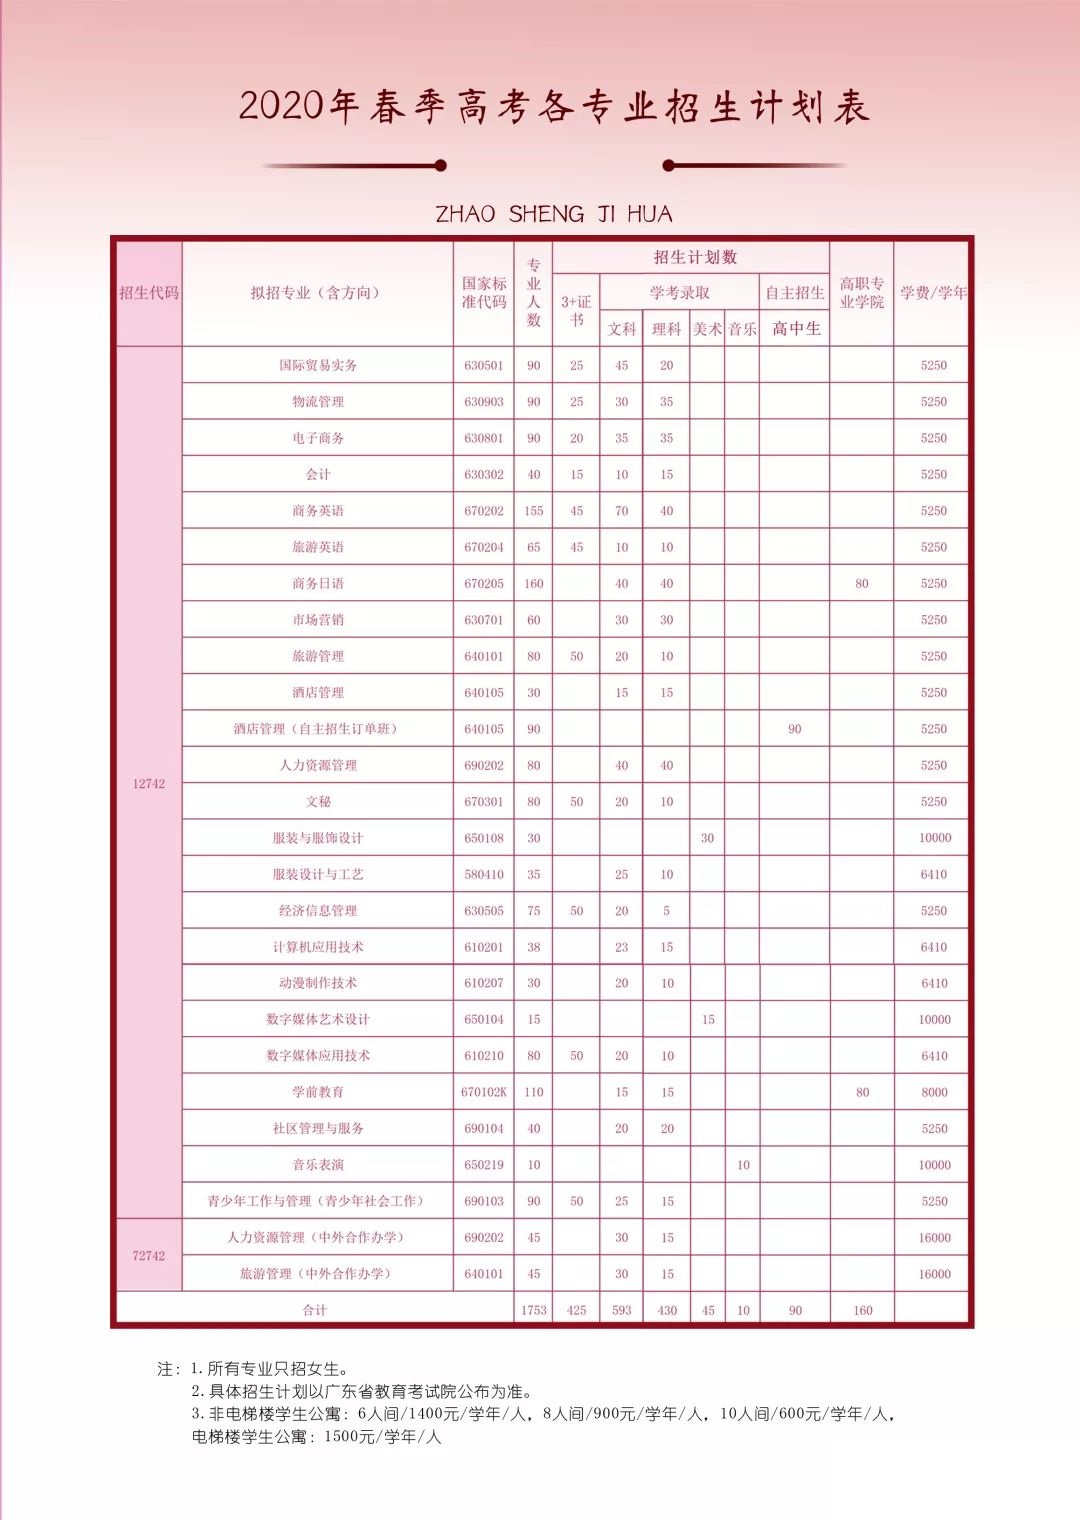 2020年春季高考各专业招生计划表
ZHAO SHENG JI HUA
招生代码 拟招专业（含方向） 国家标准代码 专业人数 招生计划数 高职专业学院 学费/学年
3+证书 学考录取 自主招生
文科 理科 美术 音乐 高中生
12742
国际贸易实务 630501 90 25 45 20 5250
物流管理 630903 90 25 30 35 5250
电子商务 630801 90 20 35 35 5250
会计 630302 40 15 10 15 5250
商务英语 670202 155 45 70 40 5250
旅游英语 670204 65 45 10 10 5250
商务日语 670205 160 40 40 80 5250
市场营销 630701 60 30 30 5250
旅游管理 640101 80 50 20 10 5250
酒店管理 640105 30 15 15 5250
酒店管理（自主招生订单班） 640105 90 90 5250
人力资源管理 690202 80 40 40 5250
文秘 670301 80 50 20 10 5250
服装与服饰设计 650108 30 30 10000
服装设计与工艺 580410 35 25 10 6410
经济信息管理 630505 75 50 20 5 5250
计算机应用技术 610201 38 23 15 6410
动漫制作技术 610207 30 20 10 6410
数字媒体艺术设计 650104 15 15 10000
数字媒体应用技术 610210 80 50 20 10 6410
学前教育 670102K 110 15 15 80 8000
社区管理与服务 690104 40 20 20 5250
音乐表演 650219 10 10 10000
青少年工作与管理（青少年社会工作） 690103 90 50 25 15 5250
72742
人力资源管理（中外合作办学） 690202 45 30 15 16000
旅游管理（中外合作办学） 640101 45 30 15 16000
合计 1753 425 593 430 45 10 90 160
注：1.所有专业只招女生。
2.具体招生计划以广东省教育考试院公布为准。
3.非电梯楼学生公寓：6人间/1400元/学年/人，8人间/900元/学年/人，10人间/600元/学年/人，
电梯楼学生公寓：1500元/学年/人